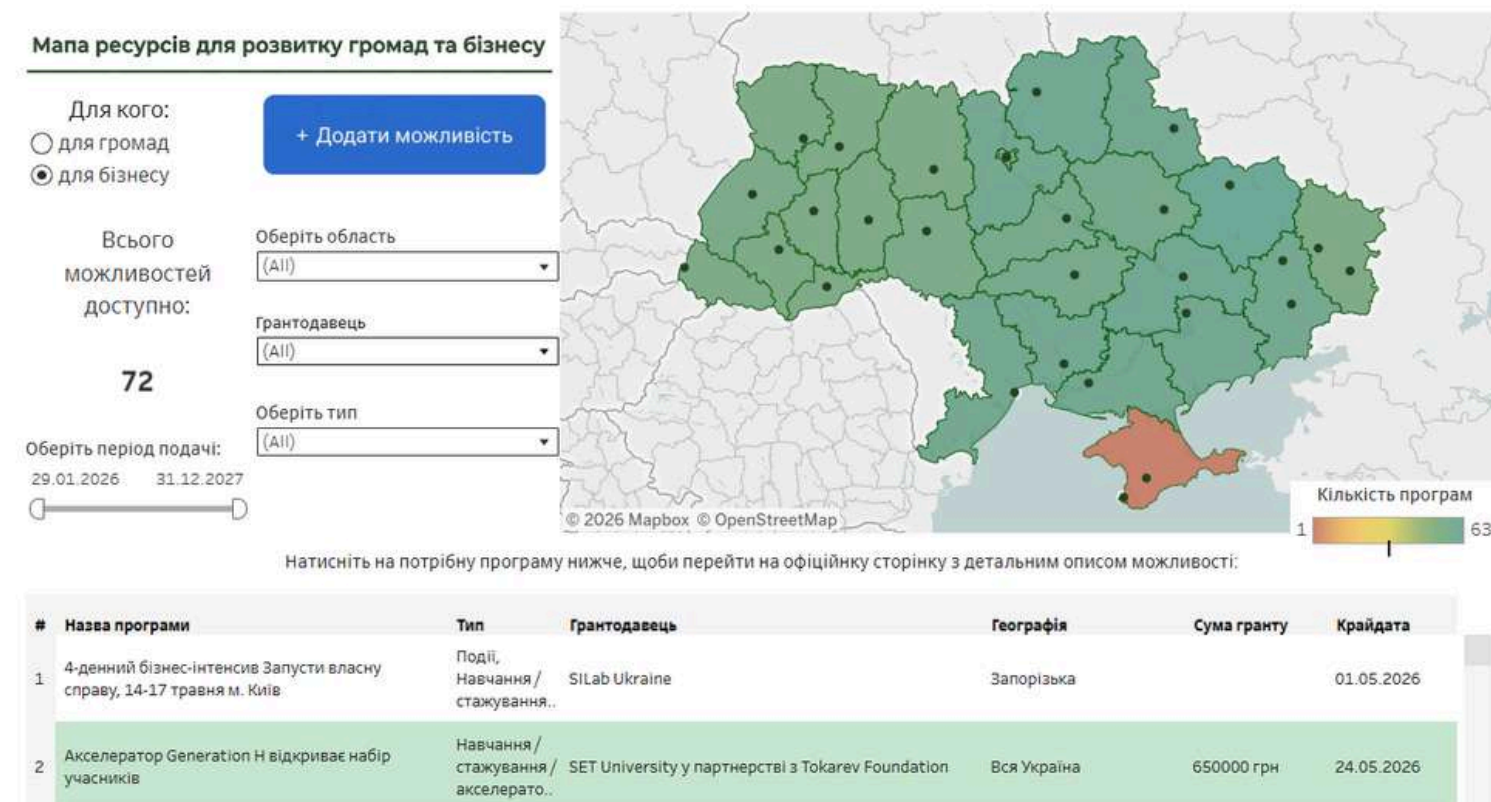 Мапа ресурсів для розвитку громад та бізнесу
Для кого:
для громад
для бізнесу
+ Додати можливість
Всього
можливостей
доступно:
72
Оберіть область
(All)
Грантодавець
(All)
Оберіть тип
(All)
Оберіть період подачі:
29.01.2026 31.12.2027
© 2026 Mapbox © OpenStreetMap
Кількість програм
1 63
Натисніть на потрібну програму нижче, щоби перейти на офіційнку сторінку з детальним описом можливості:
# Назва програми Тип Грантодавець Географія Сума гранту Крайдата
1 4-денний бізнес-інтенсив Запусти власну справу, 14-17 травня м. Київ Події, Навчання / стажування.. SILab Ukraine Запорізька 01.05.2026
2 Акселератор Generation H відкриває набір учасників Навчання / стажування / акселерато.. SET University у партнерстві з Tokarev Foundation Вся Україна 650000 грн 24.05.2026